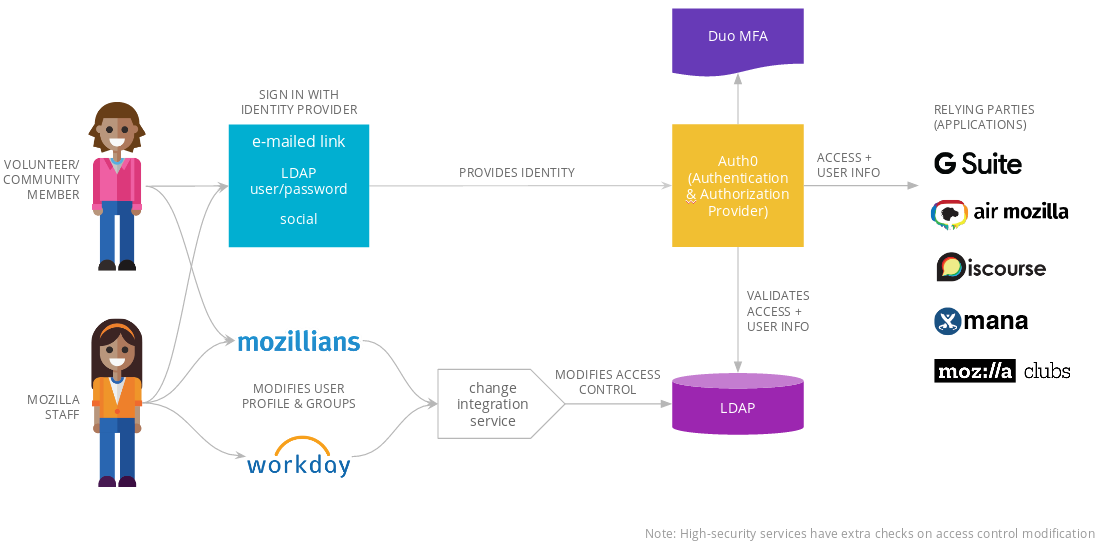 Duo MFA
SIGN IN WITH
IDENTITY PROVIDER
e-mailed link
LDAP
user/password
social
VOLUNTEER/
COMMUNITY
MEMBER
PROVIDES IDENTITY
Auth0
(Authentication
& Authorization
Provider)
ACCESS +
USER INFO
RELYING PARTIES
(APPLICATIONS)
G Suite
air mozilla
iscourse
mana
moz://a clubs
VALIDATES
ACCESS +
USER INFO
MOZILLA
STAFF
mozillians
MODIFIES USER
PROFILE & GROUPS
workday
change
integration
service
MODIFIES ACCESS
CONTROL
LDAP
Note: High-security services have extra checks on access control modification